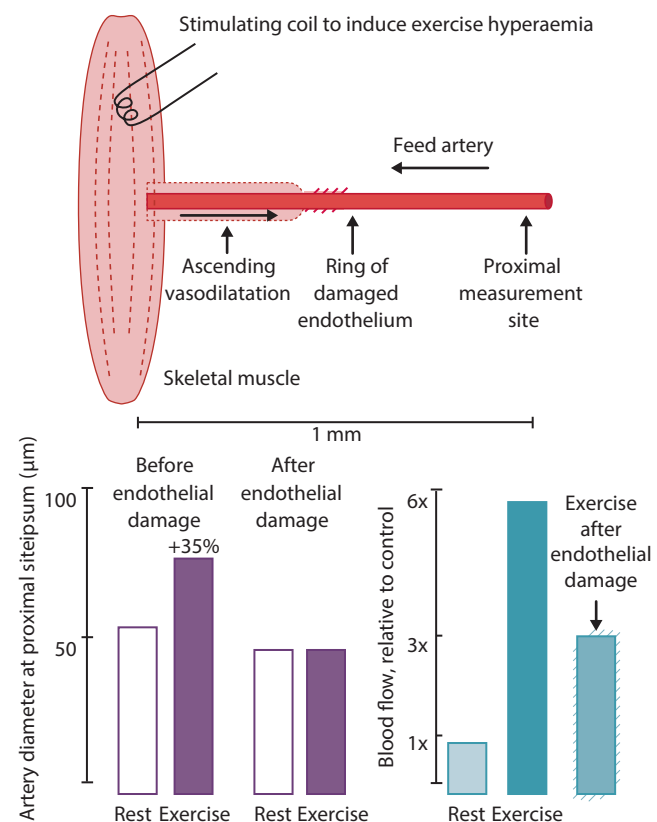 Stimulating coil to induce exercise hyperaemia
Feed artery
Ascending
vasodilatation
Ring of
damaged
endothelium
Proximal
measurement
site
Skeletal muscle
1 mm
Artery diameter at proximal siteipsum (μm)
100
50
Before
endothelial
damage
+35%
After
endothelial
damage
Rest Exercise
Rest Exercise
Blood flow, relative to control
6x
3x
1x
Exercise
after
endothelial
damage
Rest Exercise